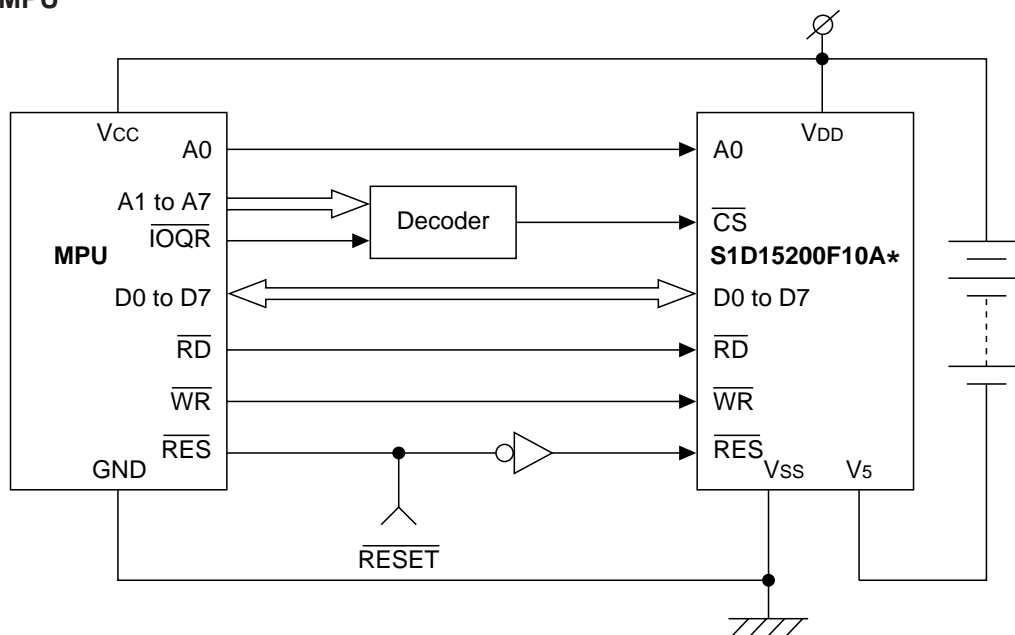 MPU
VCC
A0
A1 to A7
IOQR
MPU
D0 to D7
RD
WR
RES
GND
Decoder
RESET
VDD
A0
CS
S1D15200F10A*
D0 to D7
RD
WR
RES
VSS
V5